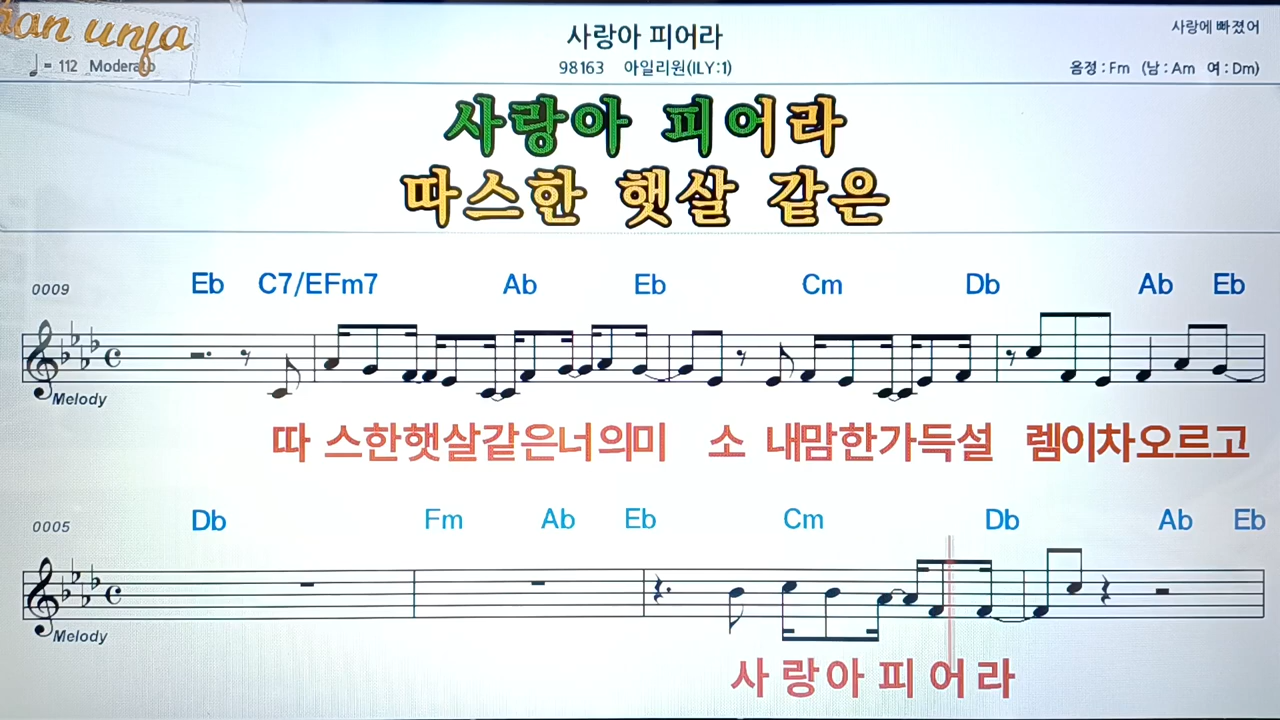 han unfa
사랑아 피어라
사랑에 빠졌어
♩= 112 Moderato
98163 아일리원(ILY:1)
음정 : Fm (남 : Am 여 : Dm)
사랑아 피어라
따스한 햇살 같은
0009 Eb C7/EFm7 Ab Eb Cm Db Ab Eb
Melody
따 스한햇살같은너의미 소 내맘한가득설 렘이차오르고
0005 Db Fm Ab Eb Cm Db Ab Eb
Melody
사 랑아 피 어 라